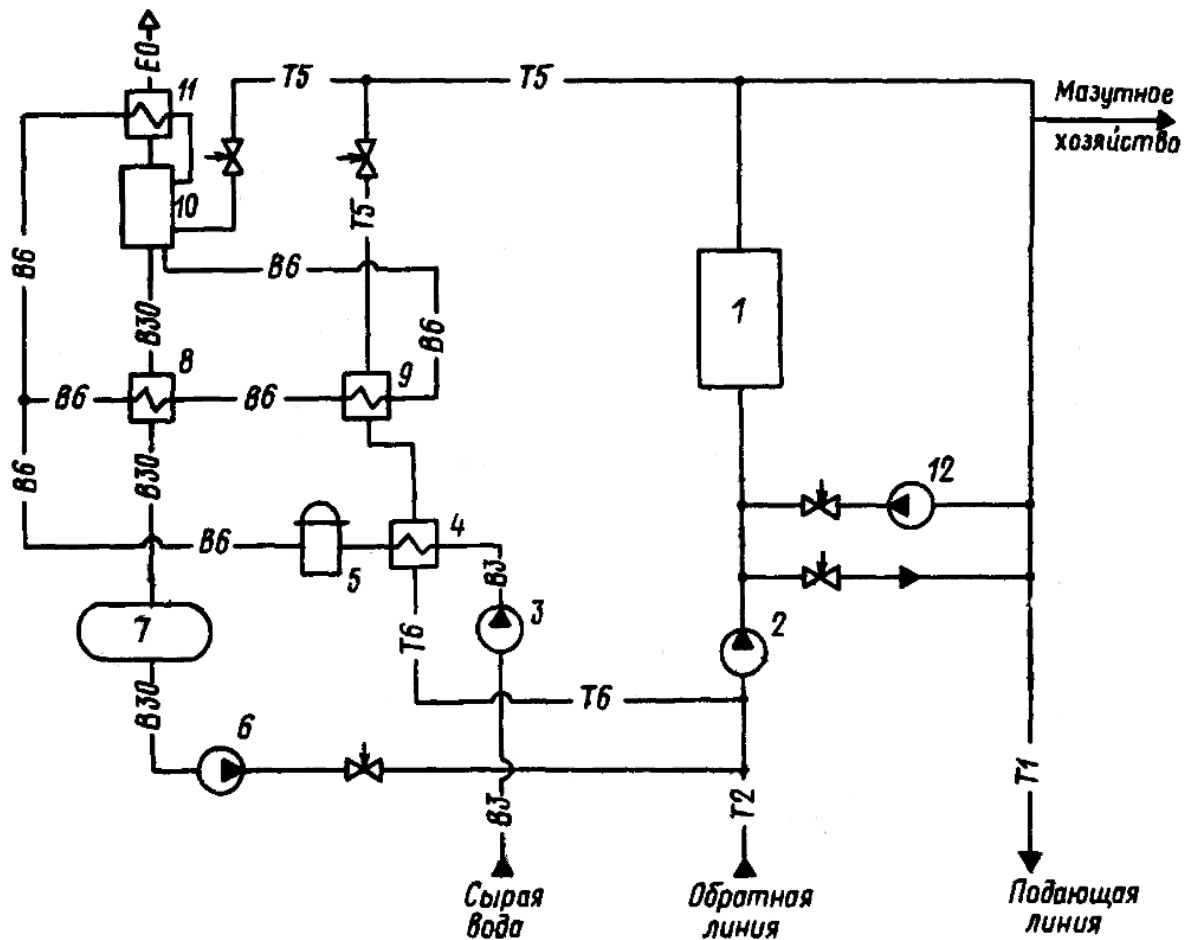 Е0
11
Т5
Т5
Мазутное
хозяйство
10
Т5
В6
В6
В30
1
В6
8
9
В6
В6
В6
В30
12
4
В6
5
В3
3
2
7
Т6
Т6
В30
6
В3
Т2
Т1
Сырая
вода
Обратная
линия
Подающая
линия